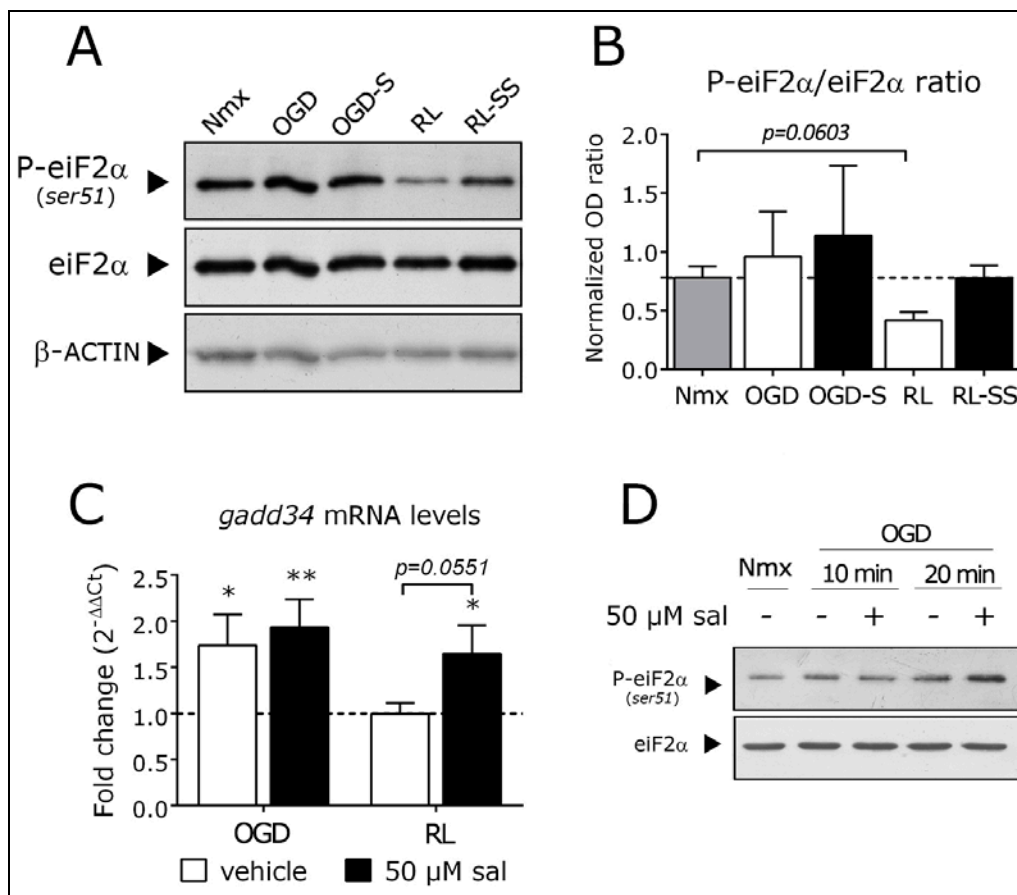 A
Nmx OGD OGD-S RL RL-SS
P-eiF2α
(ser51)
eiF2α
β-ACTIN
B
P-eiF2α/eiF2α ratio
p=0.0603
Normalized OD ratio
2.0
1.5
1.0
0.5
0.0
Nmx OGD OGD-S RL RL-SS
C
gadd34 mRNA levels
Fold change (2^-ΔΔCt)
2.5
2.0
1.5
1.0
0.5
0.0
* ** p=0.0551 *
OGD RL
vehicle 50 µM sal
D
OGD
Nmx 10 min 20 min
50 µM sal - - + - +
P-eiF2α
(ser51)
eiF2α